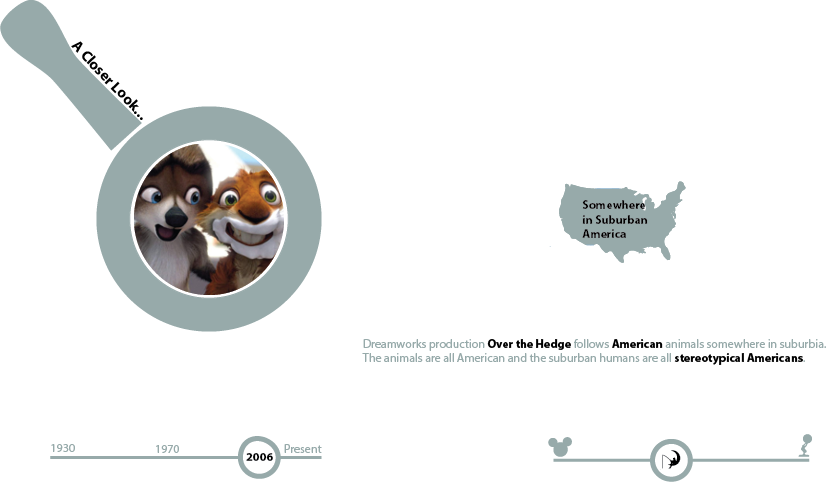 A Closer Look...
Somewhere
in Suburban
America
Dreamworks production Over the Hedge follows American animals somewhere in suburbia.
The animals are all American and the suburban humans are all stereotypical Americans.
1930
1970
2006
Present